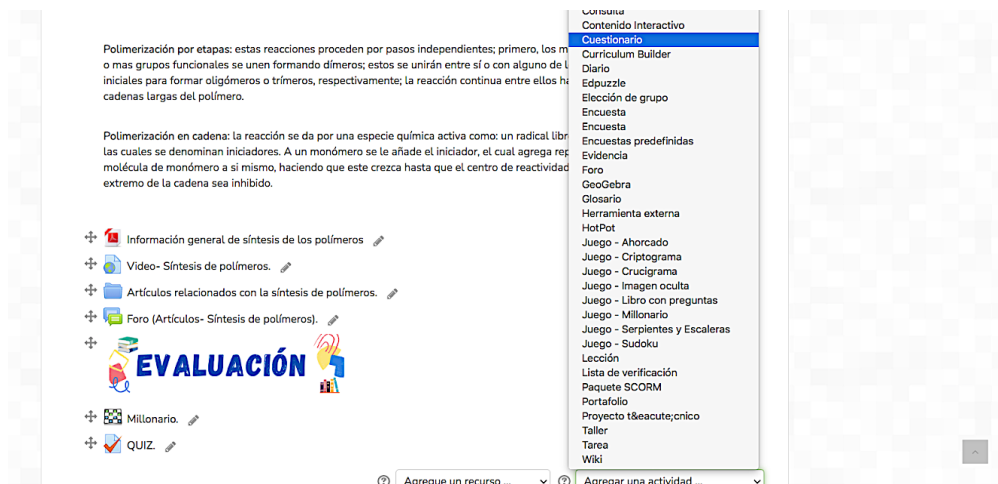 Consulta
Contenido Interactivo
Cuestionario
Curriculum Builder
Diario
Edpuzzle
Elección de grupo
Encuesta
Encuesta
Encuestas predefinidas
Evidencia
Foro
GeoGebra
Glosario
Herramienta externa
HotPot
Juego - Ahorcado
Juego - Criptograma
Juego - Crucigrama
Juego - Imagen oculta
Juego - Libro con preguntas
Juego - Millonario
Juego - Serpientes y Escaleras
Juego - Sudoku
Lección
Lista de verificación
Paquete SCORM
Portafolio
Proyecto t&eacute;cnico
Taller
Tarea
Wiki
Polimerización por etapas: estas reacciones proceden por pasos independientes; primero, los m
o mas grupos funcionales se unen formando dímeros; estos se unirán entre sí o con alguno de l
iniciales para formar oligómeros o trímeros, respectivamente; la reacción continua entre ellos ha
cadenas largas del polímero.
Polimerización en cadena: la reacción se da por una especie química activa como: un radical libr
las cuales se denominan iniciadores. A un monómero se le añade el iniciador, el cual agrega rep
molécula de monómero a si mismo, haciendo que este crezca hasta que el centro de reactividad
extremo de la cadena sea inhibido.
Información general de síntesis de los polímeros
Video- Síntesis de polímeros.
Artículos relacionados con la síntesis de polímeros.
Foro (Artículos- Síntesis de polímeros).
EVALUACIÓN
Millonario.
QUIZ.
Agregue un recurso ...
Agregar una actividad ...